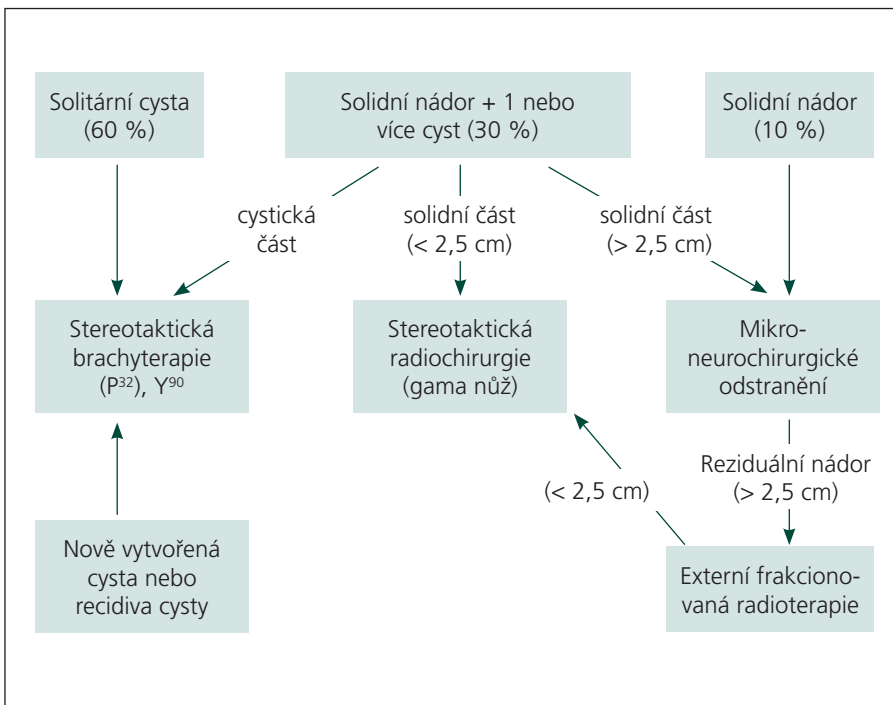 Solitární cysta
(60 %)
Solidní nádor + 1 nebo
více cyst (30 %)
Solidní nádor
(10 %)
cystická
část
solidní část
(< 2,5 cm)
solidní část
(> 2,5 cm)
Stereotaktická
brachyterapie
(P³²), Y⁹⁰
Stereotaktická
radiochirurgie
(gama nůž)
Mikro-
neurochirurgické
odstranění
(< 2,5 cm)
Reziduální nádor
(> 2,5 cm)
Nově vytvořená
cysta nebo
recidiva cysty
Externí frakciono-
vaná radioterapie